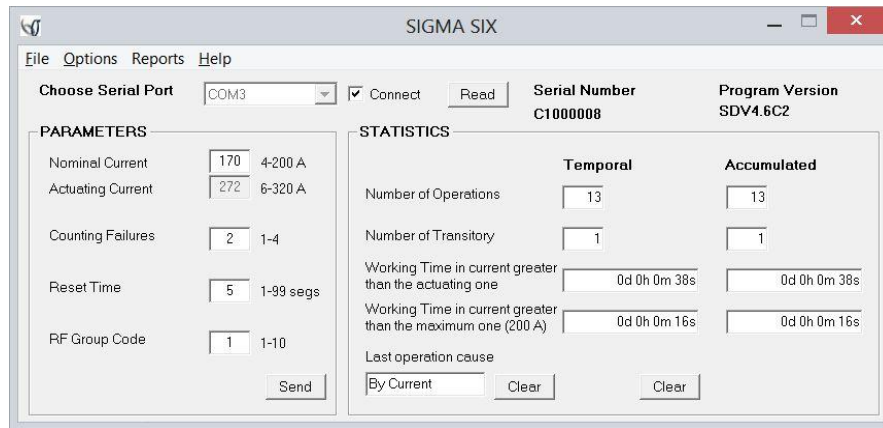 SIGMA SIX
File Options Reports Help
Choose Serial Port COM3 Connect Read Serial Number Program Version
C1000008 SDV4.6C2
PARAMETERS
Nominal Current 170 4-200 A
Actuating Current 272 6-320 A
Counting Failures 2 1-4
Reset Time 5 1-99 segs
RF Group Code 1 1-10
Send
STATISTICS
Temporal Accumulated
Number of Operations 13 13
Number of Transitory 1 1
Working Time in current greater
than the actuating one 0d 0h 0m 38s 0d 0h 0m 38s
Working Time in current greater
than the maximum one (200 A) 0d 0h 0m 16s 0d 0h 0m 16s
Last operation cause
By Current Clear Clear